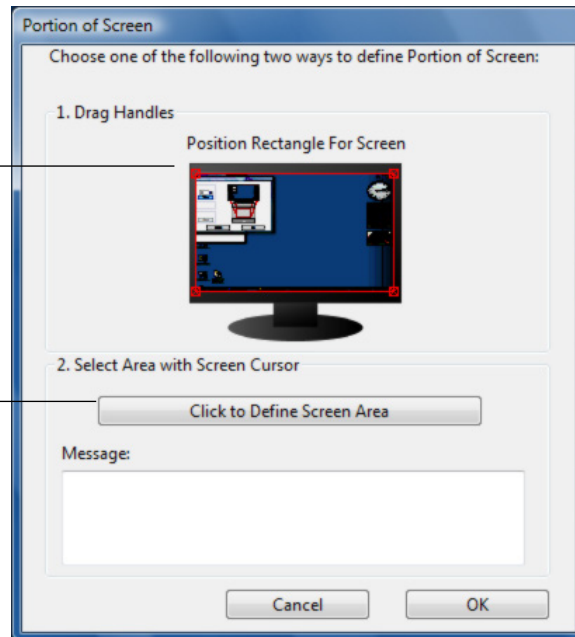 Portion of Screen
Choose one of the following two ways to define Portion of Screen:
1. Drag Handles
Position Rectangle For Screen
2. Select Area with Screen Cursor
Click to Define Screen Area
Message:
Cancel
OK